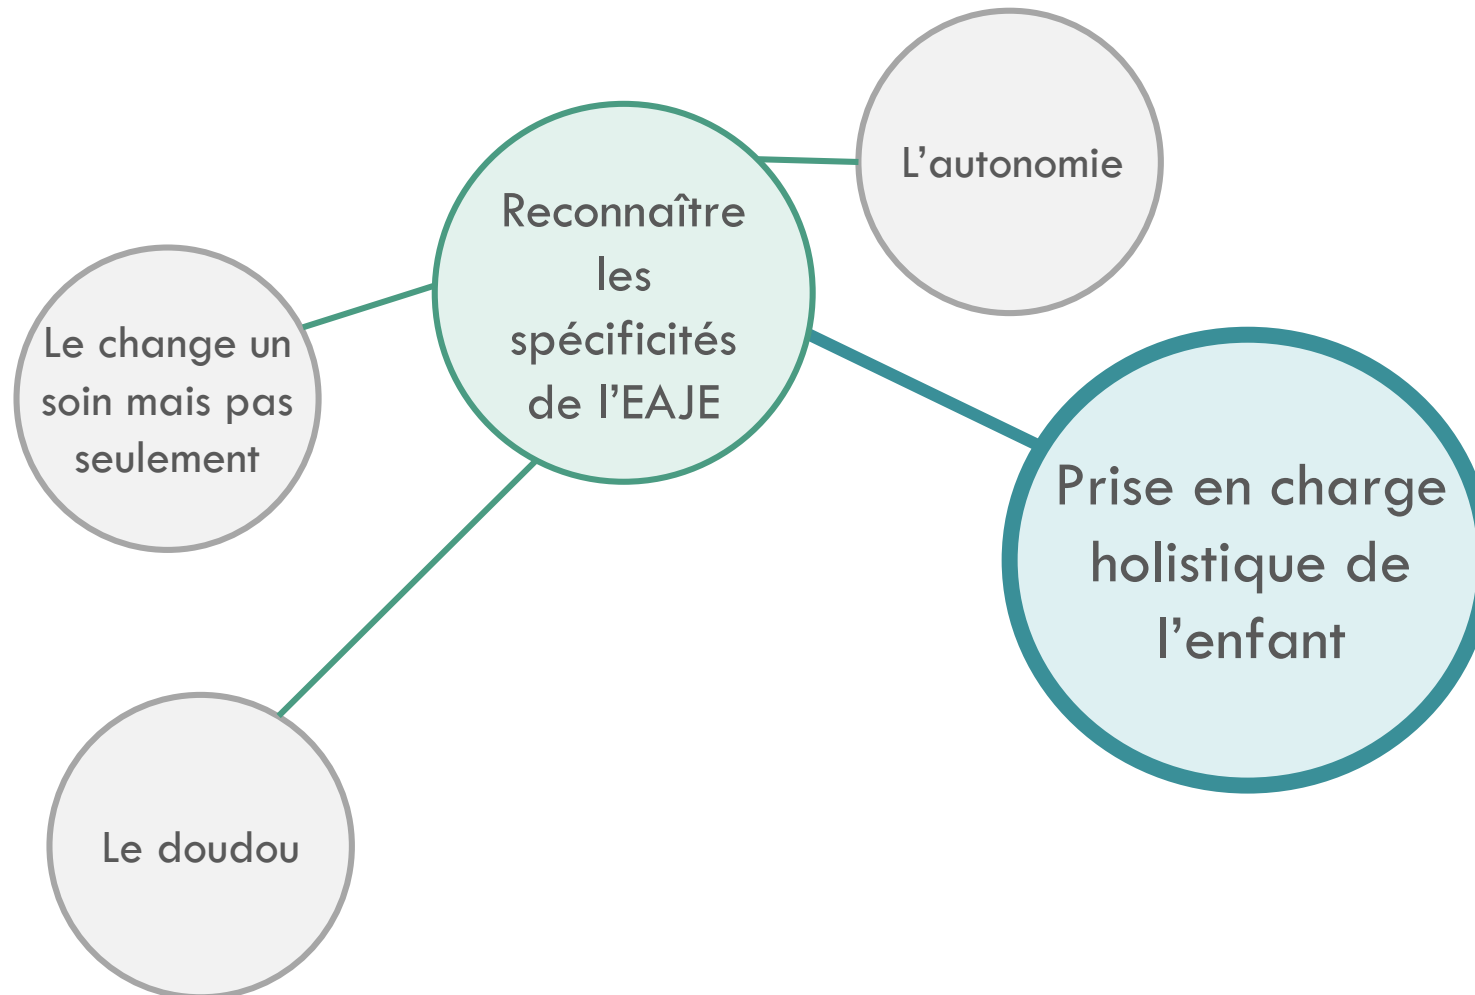 L’autonomie
Reconnaître
les
spécificités
de l’EAJE
Le change un
soin mais pas
seulement
Prise en charge
holistique de
l’enfant
Le doudou